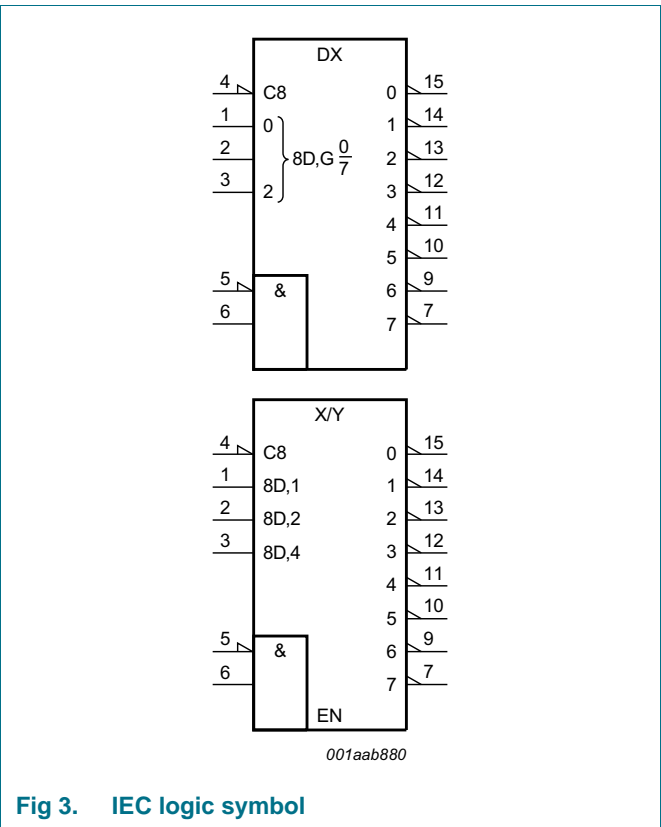 DX
4 C8 0 15
1 0 1 14
2 8D,G 0/7 2 13
3 2 3 12
4 11
5 10
5 & 6 9
6 7 7
X/Y
4 C8 0 15
1 8D,1 1 14
2 8D,2 2 13
3 8D,4 3 12
4 11
5 10
5 & 6 9
6 7 7
EN
001aab880
Fig 3. IEC logic symbol